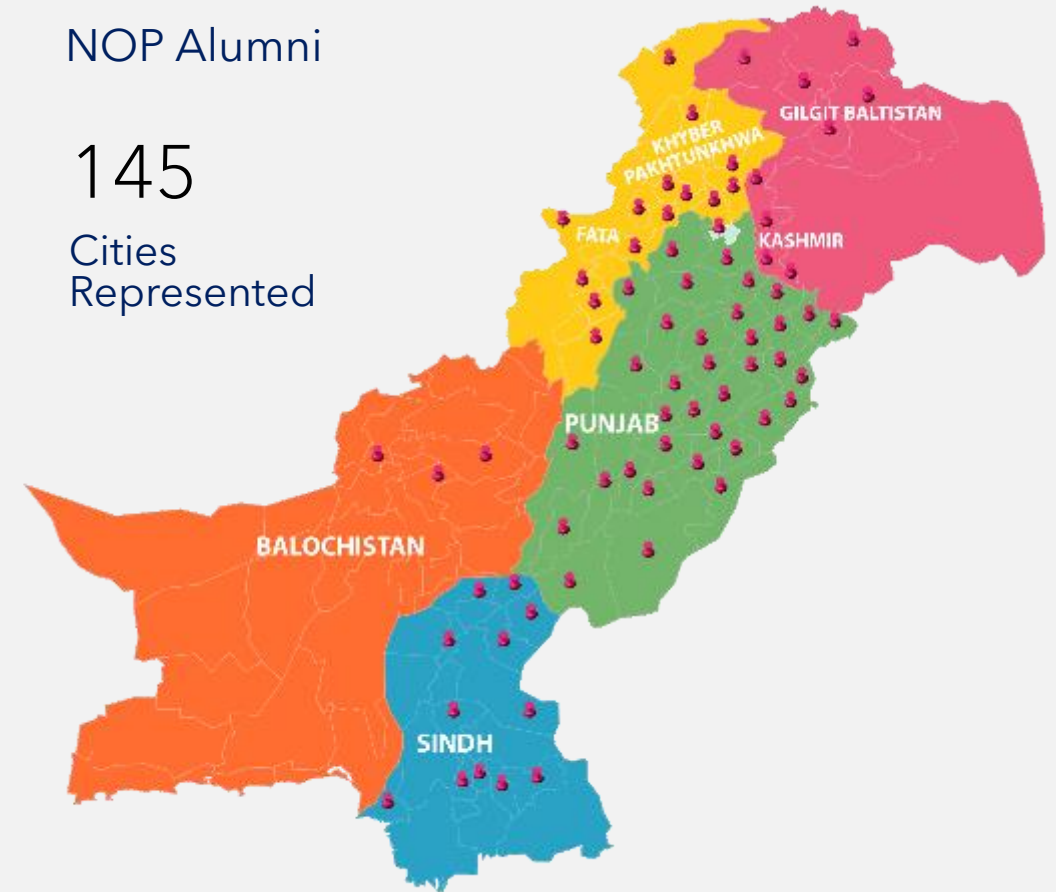 NOP Alumni
145
Cities
Represented
GILGIT BALTISTAN
KHYBER
PAKHTUNKHWA
FATA
KASHMIR
PUNJAB
BALOCHISTAN
SINDH